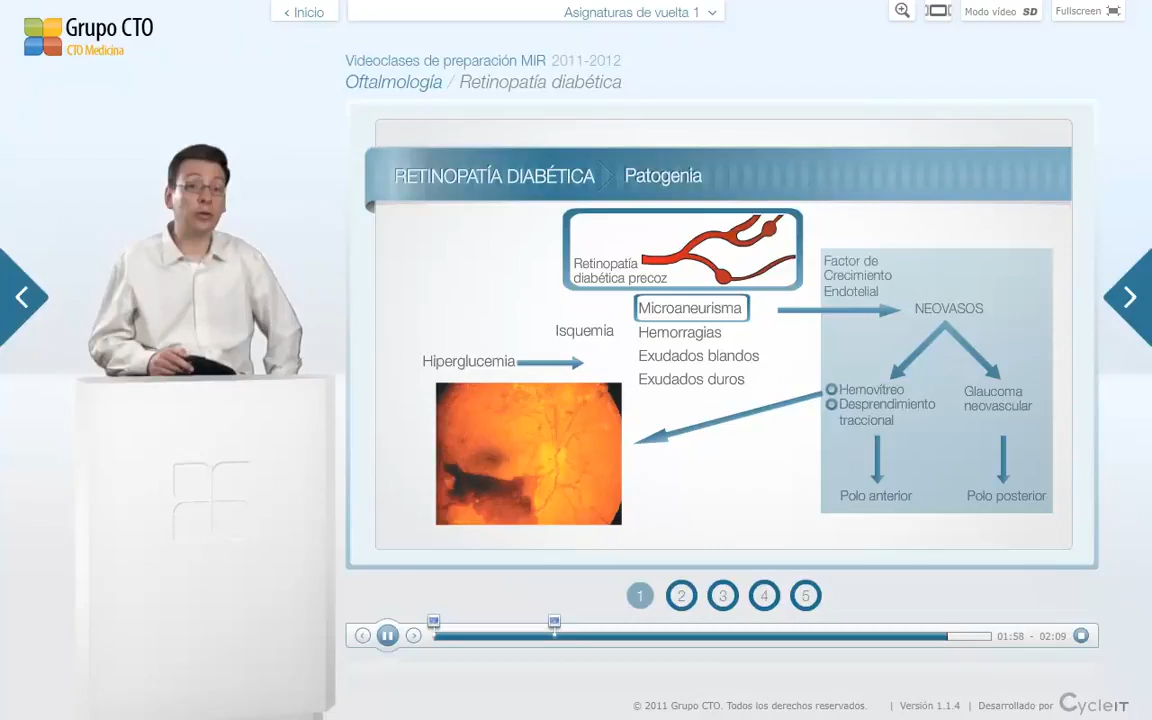 Grupo CTO
CTO Medicina
‹ Inicio
Asignaturas de vuelta 1
Modo vídeo SD
Fullscreen
Videoclases de preparación MIR 2011-2012
Oftalmología / Retinopatía diabética
RETINOPATÍA DIABÉTICA
Patogenia
Retinopatía
diabética precoz
Microaneurisma
Hemorragias
Exudados blandos
Exudados duros
Isquemia
Hiperglucemia
Factor de
Crecimiento
Endotelial
NEOVASOS
Hemovítreo
Desprendimiento
traccional
Glaucoma
neovascular
Polo anterior
Polo posterior
1 2 3 4 5
01:58 - 02:09
© 2011 Grupo CTO. Todos los derechos reservados. | Versión 1.1.4 | Desarrollado por CycleIT